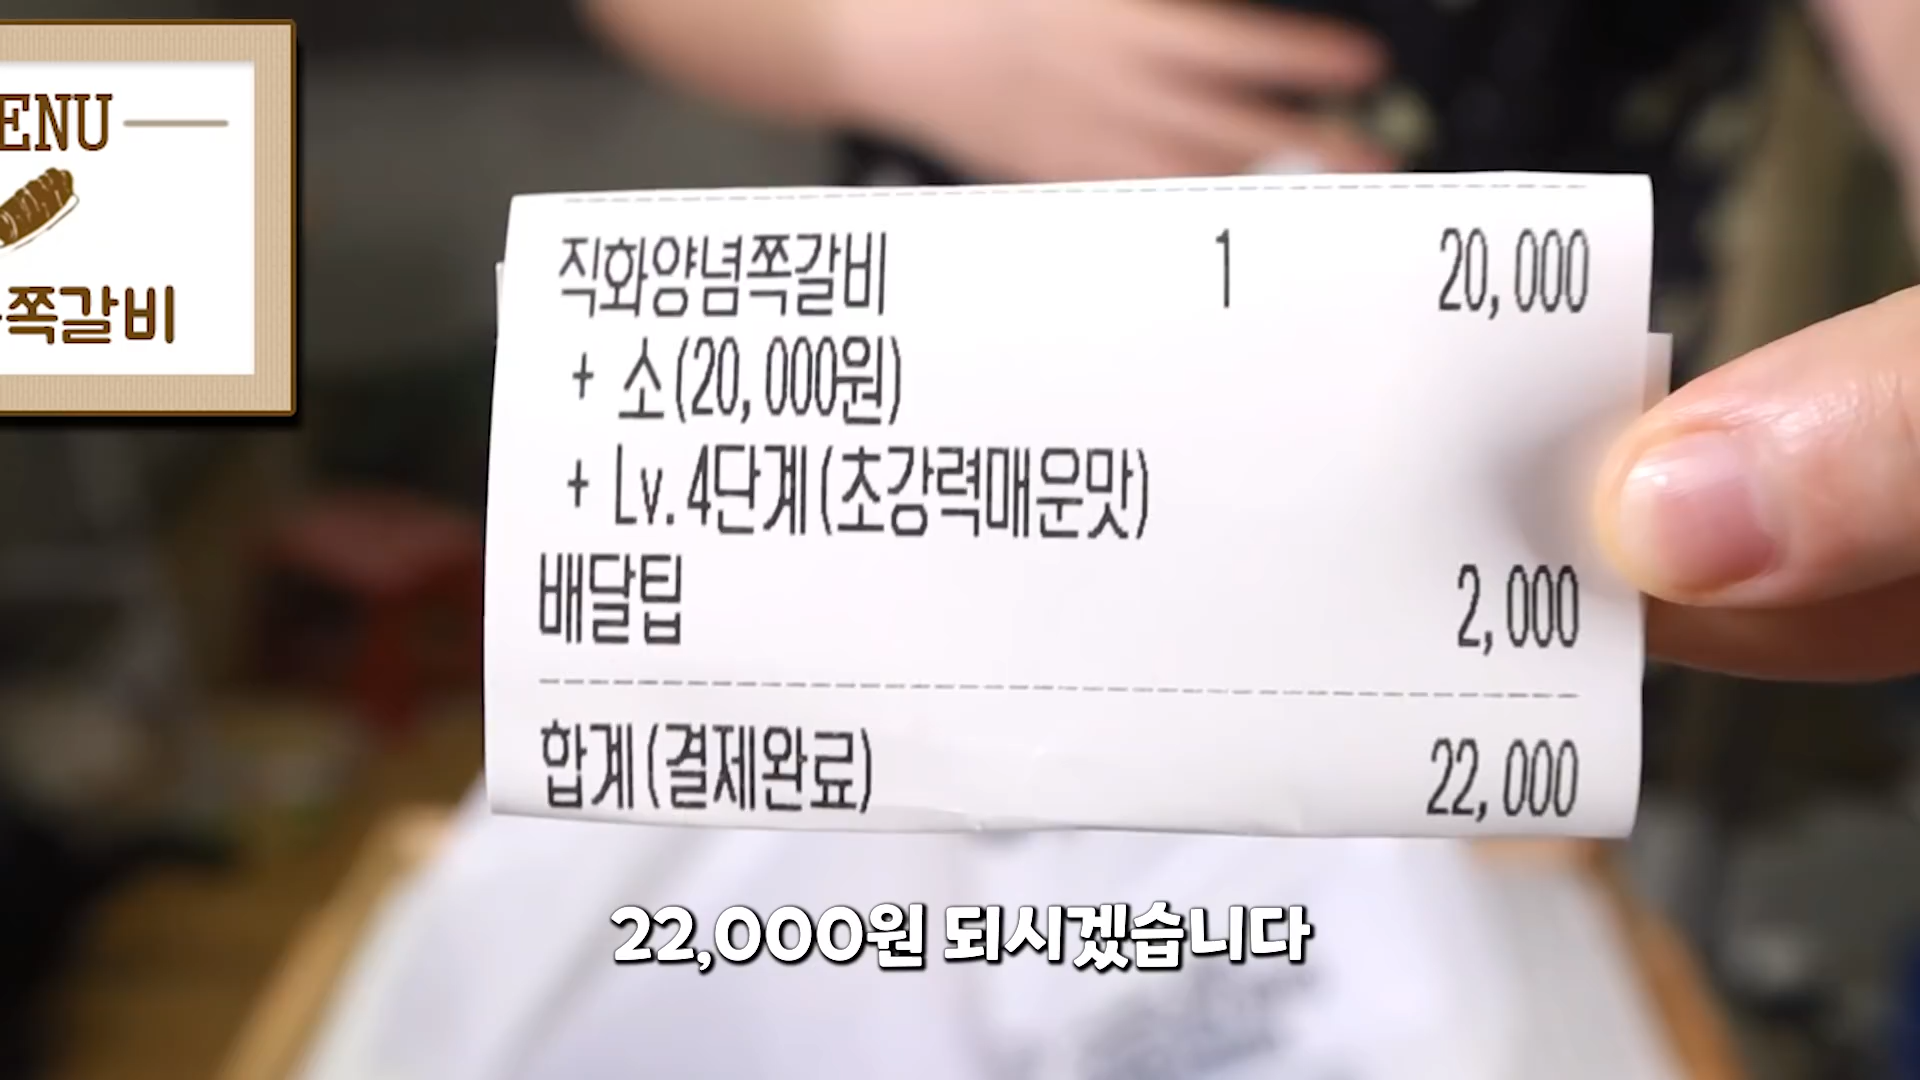 ENU
쪽갈비
직화양념쪽갈비 1 20,000
+ 소(20,000원)
+ Lv.4단계(초강력매운맛)
배달팁 2,000
합계(결제완료) 22,000
22,000원 되시겠습니다